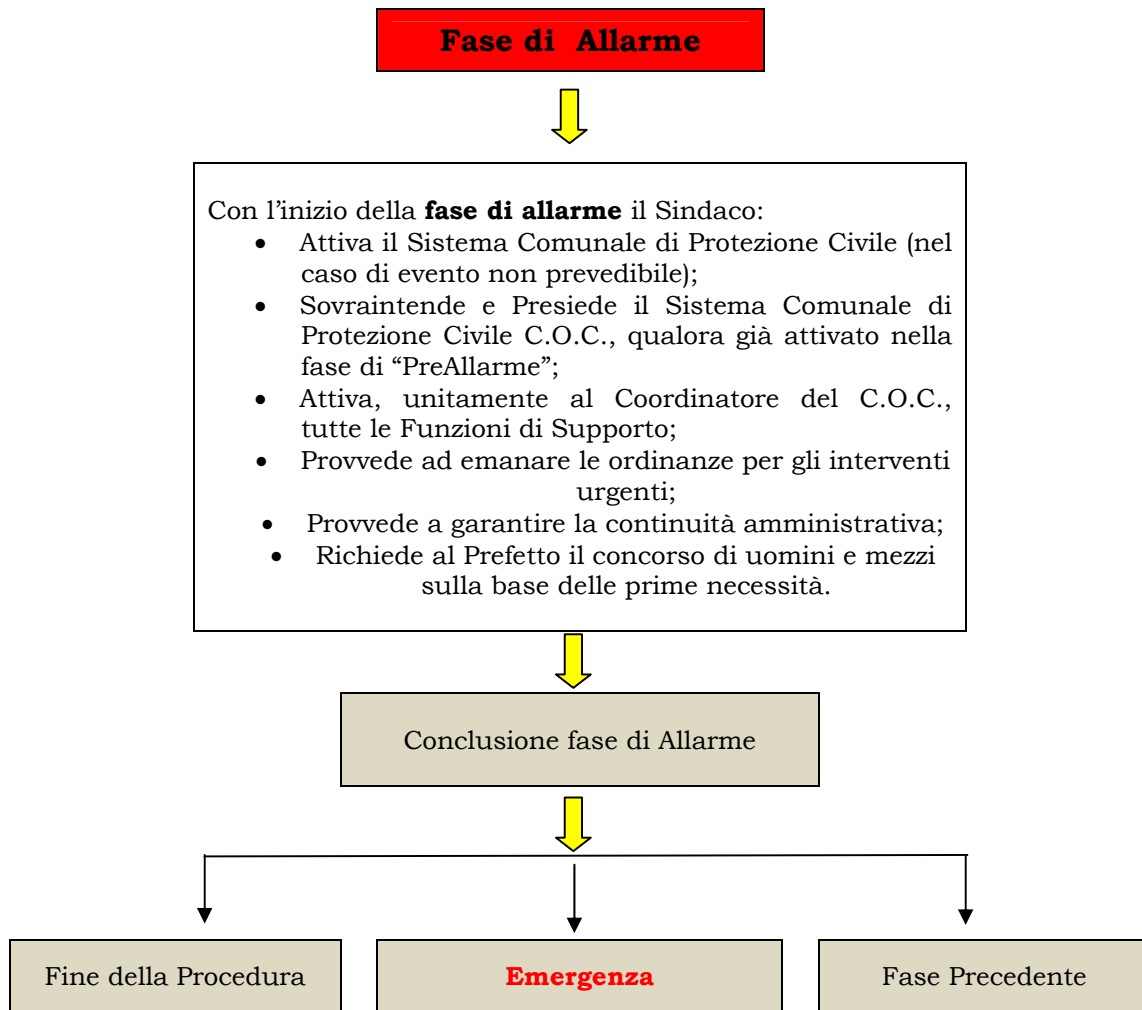 Fase di Allarme
Con l'inizio della fase di allarme il Sindaco:
• Attiva il Sistema Comunale di Protezione Civile (nel
caso di evento non prevedibile);
• Sovraintende e Presiede il Sistema Comunale di
Protezione Civile C.O.C., qualora già attivato nella
fase di “PreAllarme”;
• Attiva, unitamente al Coordinatore del C.O.C.,
tutte le Funzioni di Supporto;
• Provvede ad emanare le ordinanze per gli interventi
urgenti;
• Provvede a garantire la continuità amministrativa;
• Richiede al Prefetto il concorso di uomini e mezzi
sulla base delle prime necessità.
Conclusione fase di Allarme
Fine della Procedura
Emergenza
Fase Precedente